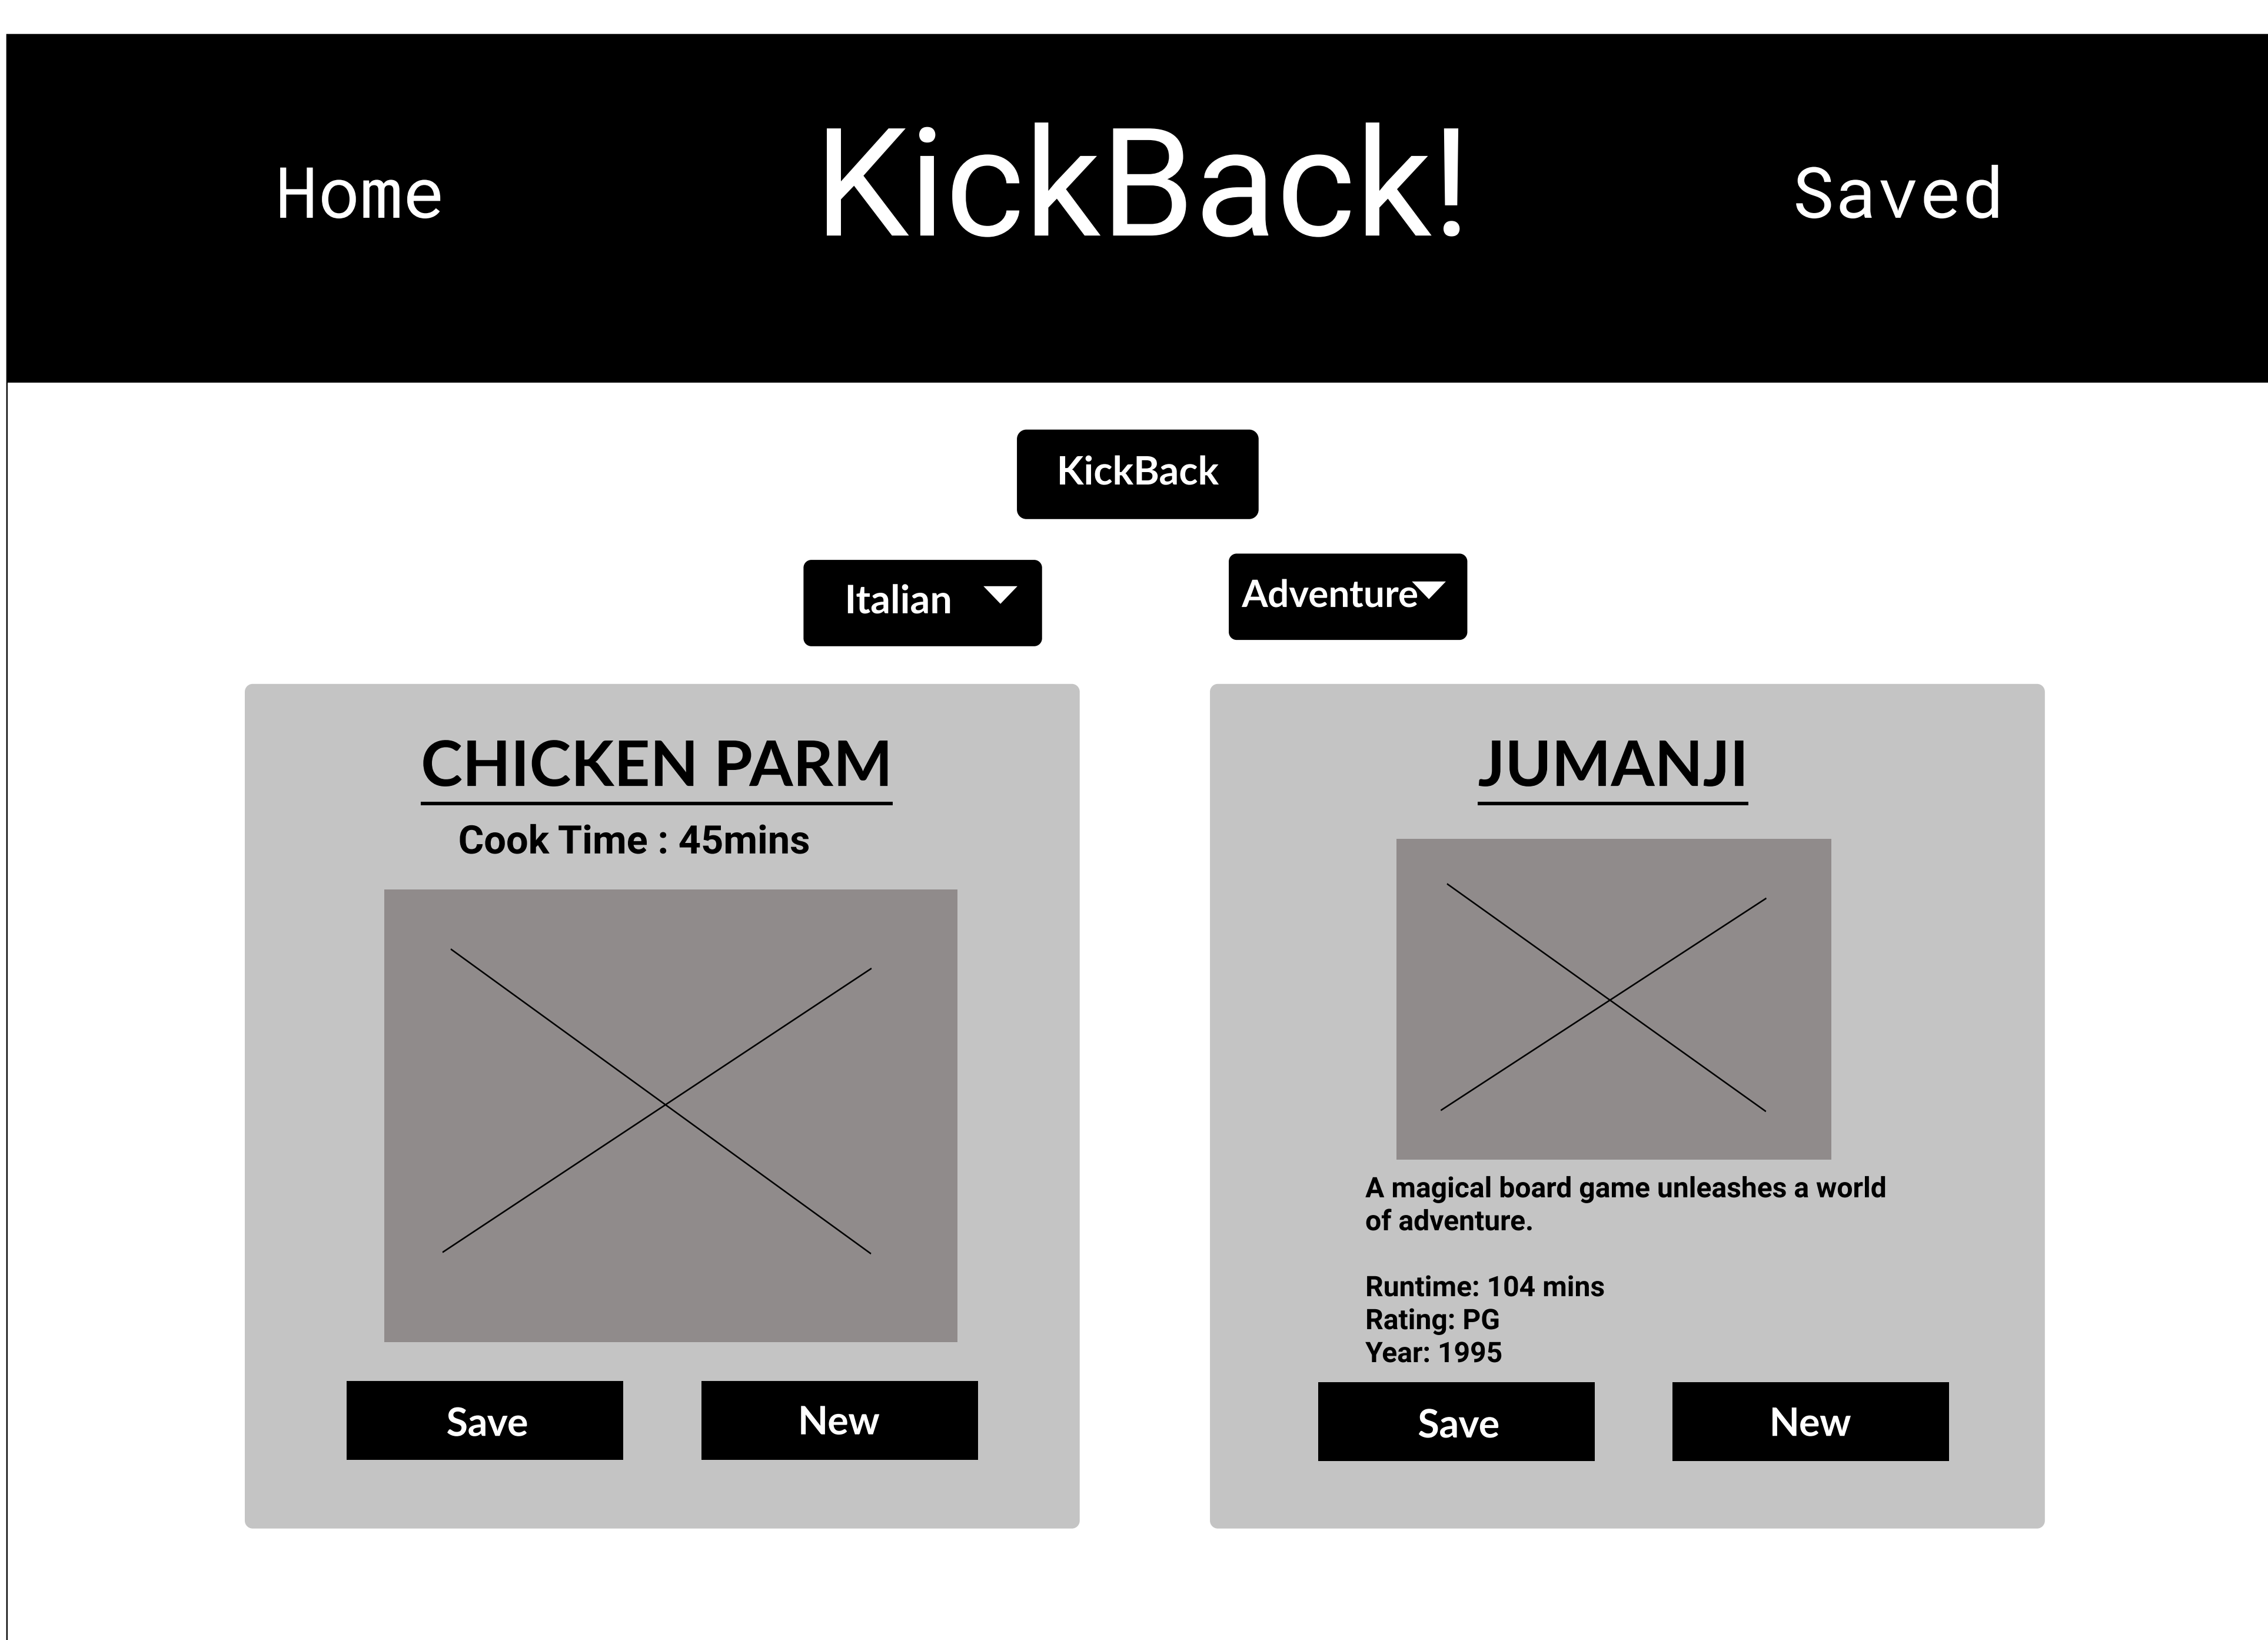 Home
KickBack!
Saved
KickBack
Italian
Adventure
CHICKEN PARM
Cook Time : 45mins
Save
New
JUMANJI
A magical board game unleashes a world
of adventure.
Runtime: 104 mins
Rating: PG
Year: 1995
Save
New